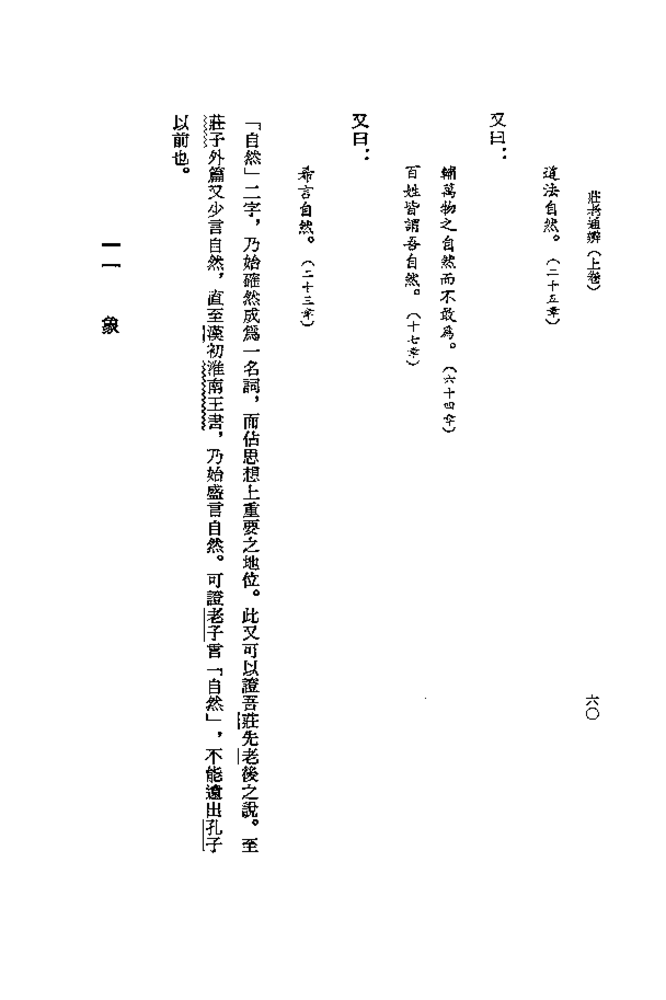 莊老通辨（上卷）
六〇
道法自然。（二十五章）
又曰：
輔萬物之自然而不敢爲。（六十四章）
百姓皆謂吾自然。（十七章）
又曰：
希言自然。（二十三章）
「自然」二字，乃始確然成爲一名詞，而佔思想上重要之地位。此又可以證吾莊先老後之說。至
莊子外篇又少言自然，直至漢初淮南王書，乃始盛言自然。可證老子言「自然」，不能遠出孔子
以前也。
一一　象